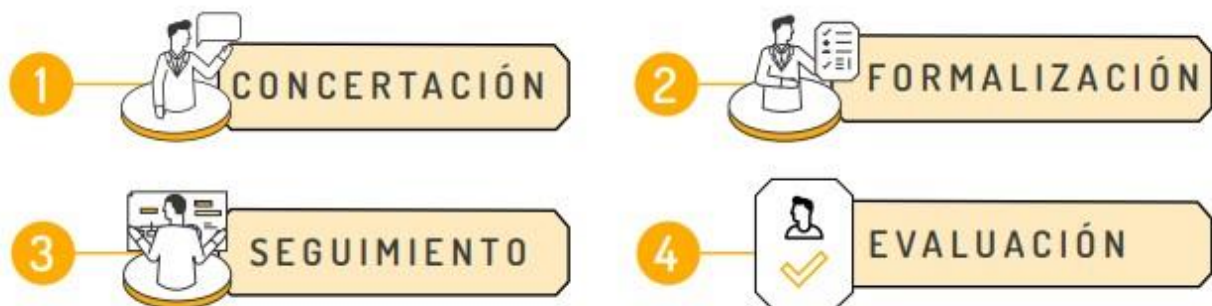 1 CONCERTACIÓN
2 FORMALIZACIÓN
3 SEGUIMIENTO
4 EVALUACIÓN